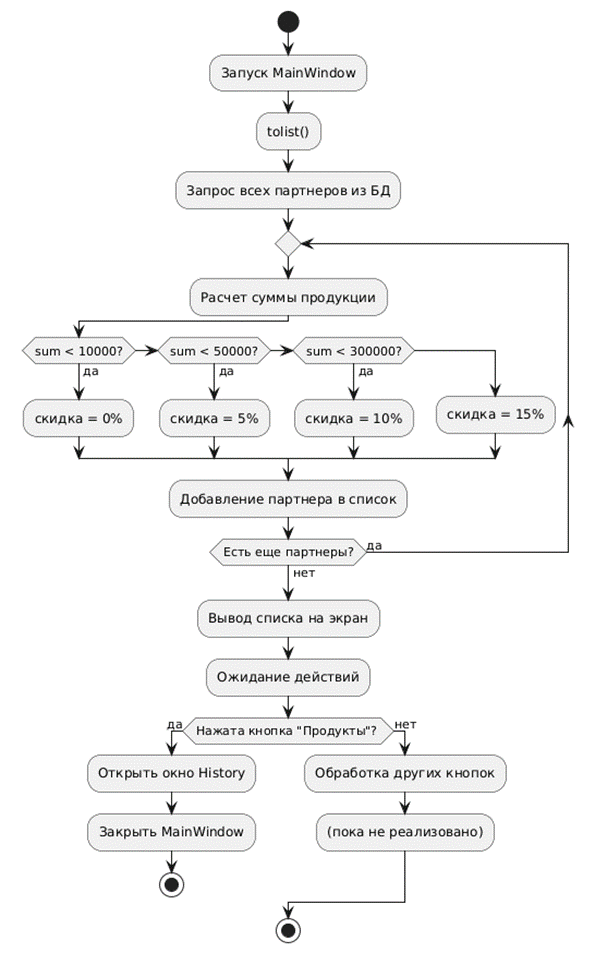 Запуск MainWindow
tolist()
Запрос всех партнеров из БД
Расчет суммы продукции
sum < 10000?
sum < 50000?
sum < 300000?
да
да
да
скидка = 0%
скидка = 5%
скидка = 10%
скидка = 15%
Добавление партнера в список
Есть еще партнеры?
да
нет
Вывод списка на экран
Ожидание действий
да
Нажата кнопка "Продукты"?
нет
Открыть окно History
Обработка других кнопок
Закрыть MainWindow
(пока не реализовано)